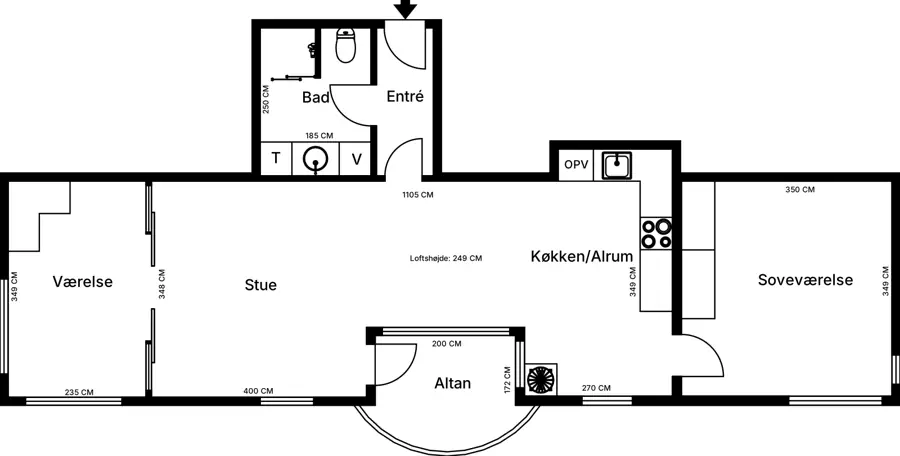 Bad
Entré
250 CM
185 CM
T
V
OPV
1105 CM
350 CM
Loftshøjde: 249 CM
Køkken/Alrum
Værelse
Stue
Soveværelse
349 CM
348 CM
349 CM
349 CM
200 CM
172 CM
Altan
235 CM
400 CM
270 CM